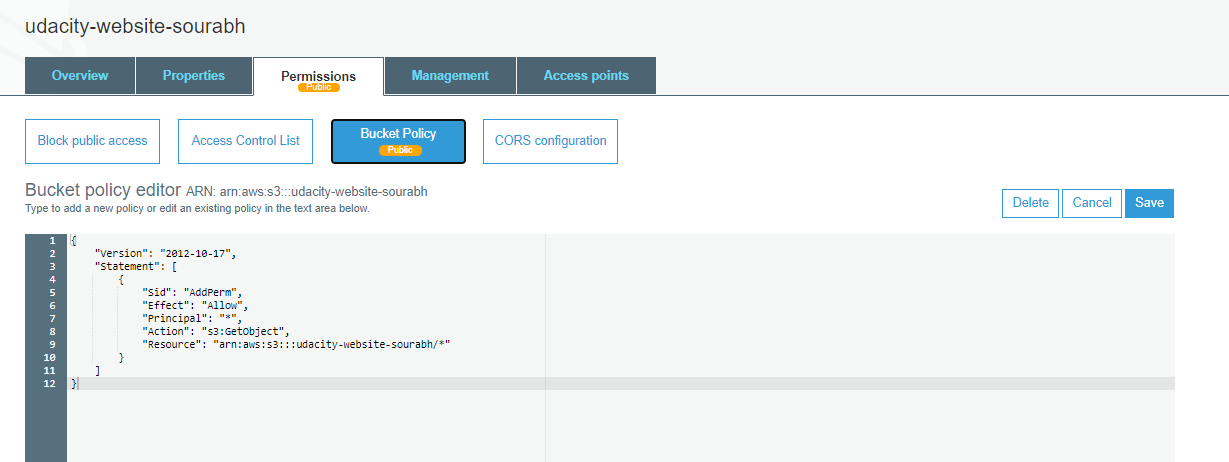 udacity-website-sourabh
Overview Properties Permissions Management Access points
Public
Block public access Access Control List Bucket Policy CORS configuration
Public
Bucket policy editor ARN: arn:aws:s3:::udacity-website-sourabh
Type to add a new policy or edit an existing policy in the text area below.
Delete Cancel Save
1 {
2 "Version": "2012-10-17",
3 "Statement": [
4 {
5 "Sid": "AddPerm",
6 "Effect": "Allow",
7 "Principal": "*",
8 "Action": "s3:GetObject",
9 "Resource": "arn:aws:s3:::udacity-website-sourabh/*"
10 }
11 ]
12 }